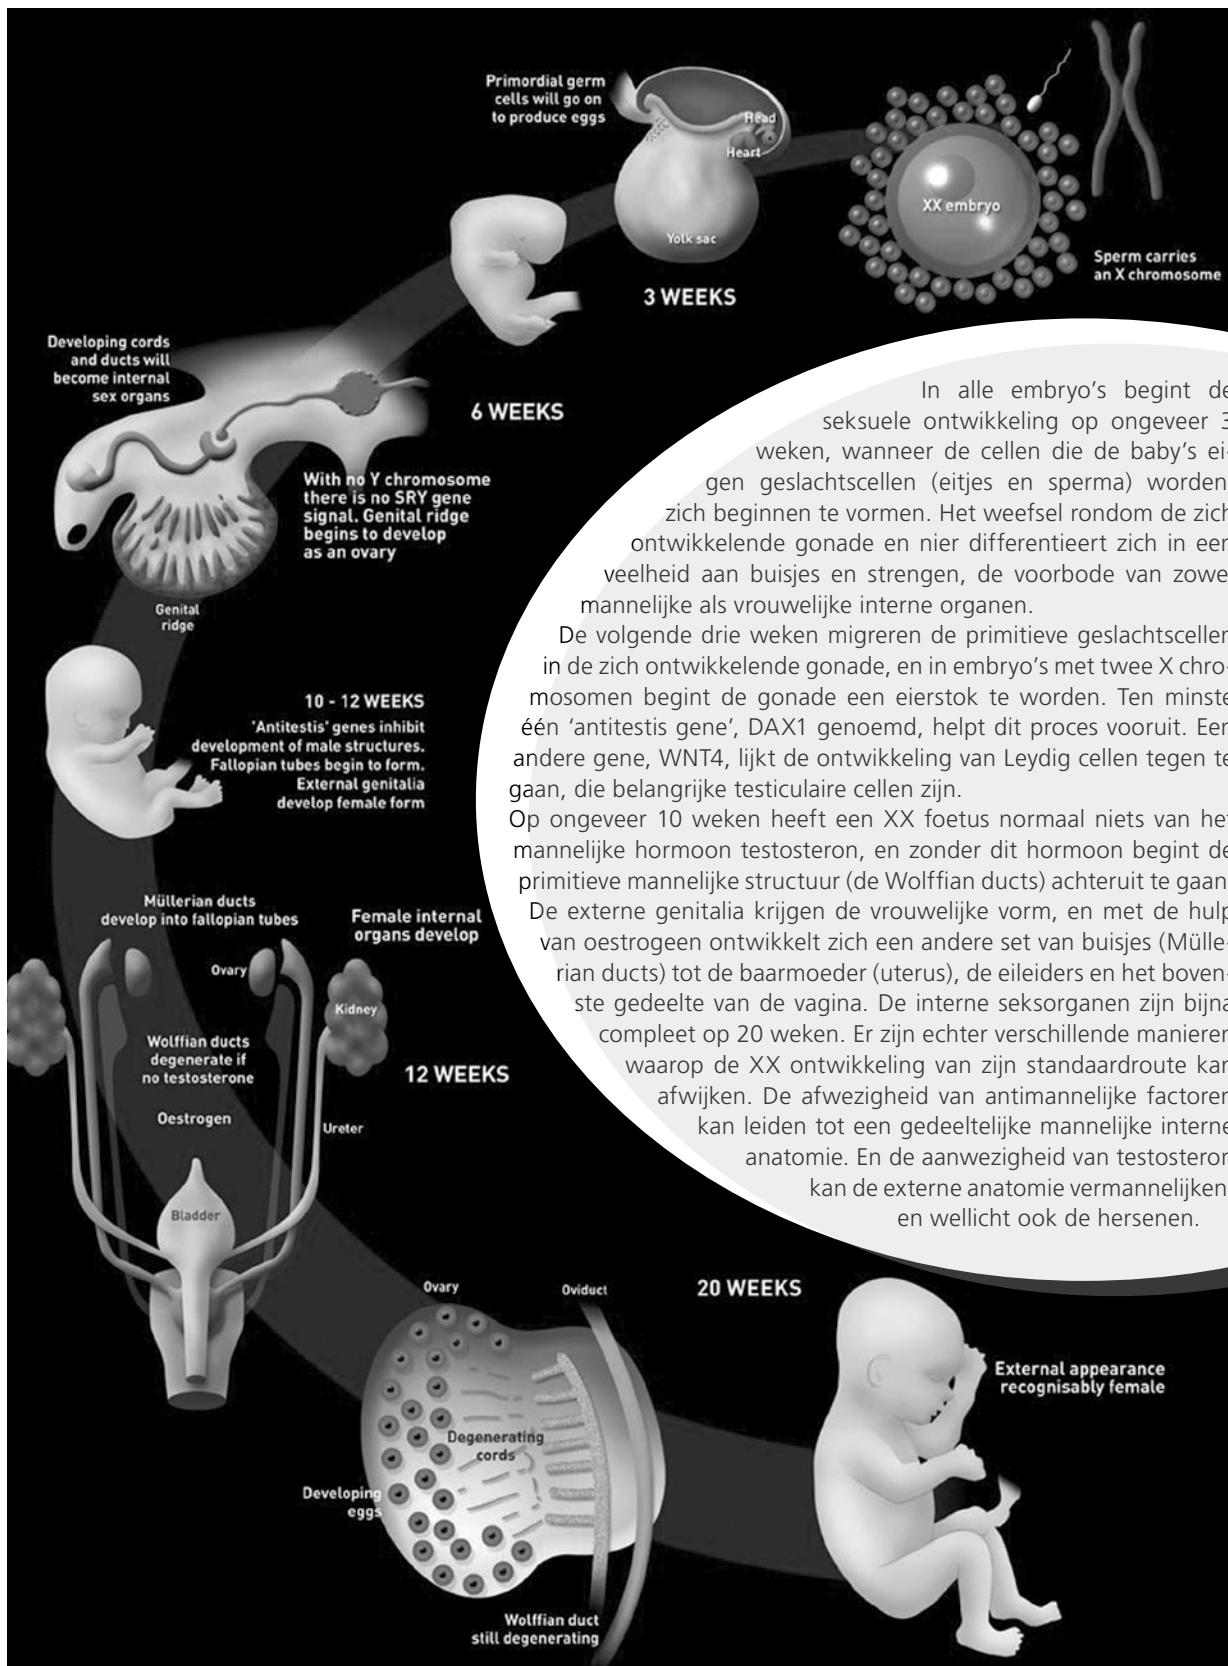 Primordial germ
cells will go on
to produce eggs
Head
Heart
Yolk sac
3 WEEKS
XX embryo
Sperm carries
an X chromosome
Developing cords
and ducts will
become internal
sex organs
6 WEEKS
With no Y chromosome
there is no SRY gene
signal. Genital ridge
begins to develop
as an ovary
Genital
ridge
10 - 12 WEEKS
'Antitestis' genes inhibit
development of male structures.
Fallopian tubes begin to form.
External genitalia
develop female form
Müllerian ducts
develop into fallopian tubes
Female internal
organs develop
Ovary
Kidney
Wolffian ducts
degenerate if
no testosterone
12 WEEKS
Oestrogen
Ureter
Bladder
In alle embryo's begint de
seksuele ontwikkeling op ongeveer 3
weken, wanneer de cellen die de baby's ei-
gen geslachtscellen (eitjes en sperma) worden
zich beginnen te vormen. Het weefsel rondom de zich
ontwikkelende gonade en nier differentieert zich in een
veelheid aan buisjes en strengen, de voorbode van zowe
mannelijke als vrouwelijke interne organen.
De volgende drie weken migreren de primitieve geslachtscellen
in de zich ontwikkelende gonade, en in embryo's met twee X chro-
mosomen begint de gonade een eierstok te worden. Ten minste
één 'antitestis gene', DAX1 genoemd, helpt dit proces vooruit. Een
andere gene, WNT4, lijkt de ontwikkeling van Leydig cellen tegen te
gaan, die belangrijke testiculaire cellen zijn.
Op ongeveer 10 weken heeft een XX foetus normaal niets van het
mannelijke hormoon testosteron, en zonder dit hormoon begint de
primitieve mannelijke structuur (de Wolffian ducts) achteruit te gaan
De externe genitalia krijgen de vrouwelijke vorm, en met de hulp
van oestrogeen ontwikkelt zich een andere set van buisjes (Mülle-
rian ducts) tot de baarmoeder (uterus), de eileiders en het boven-
ste gedeelte van de vagina. De interne seksorganen zijn bijna
compleet op 20 weken. Er zijn echter verschillende manieren
waarop de XX ontwikkeling van zijn standaardroute kan
afwijken. De afwezigheid van antimannelijke factoren
kan leiden tot een gedeeltelijke mannelijke interne
anatomie. En de aanwezigheid van testosteron
kan de externe anatomie vermannelijken
en wellicht ook de hersenen.
Ovary
Oviduct
20 WEEKS
External appearance
recognisably female
Degenerating
cords
Developing
eggs
Wolffian duct
still degenerating